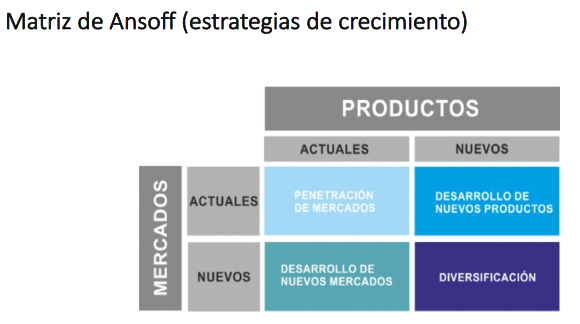 Matriz de Ansoff (estrategias de crecimiento)
PRODUCTOS
ACTUALES
NUEVOS
MERCADOS
ACTUALES
PENETRACIÓN
DE MERCADOS
DESARROLLO DE
NUEVOS PRODUCTOS
NUEVOS
DESARROLLO DE
NUEVOS MERCADOS
DIVERSIFICACIÓN